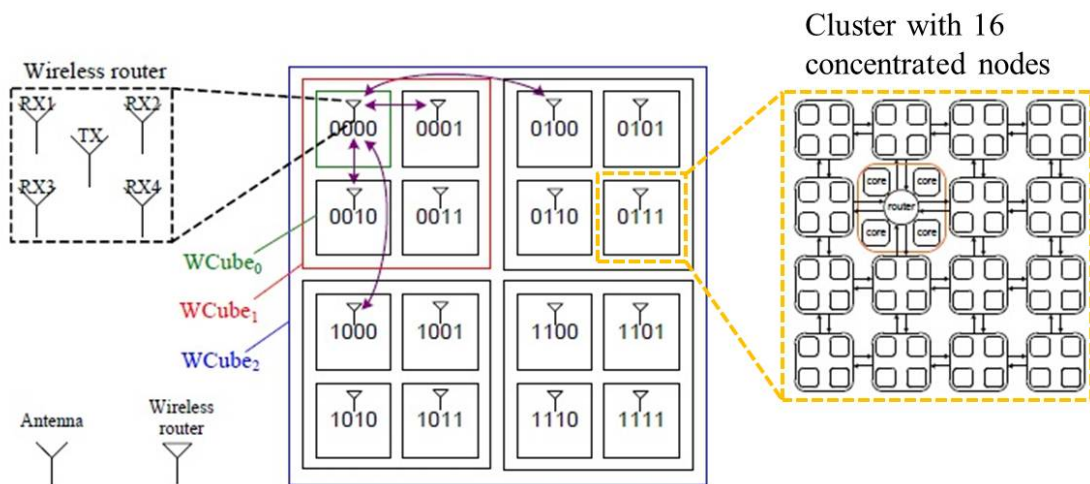 Cluster with 16
concentrated nodes
Wireless router
RX1
RX2
TX
RX3
RX4
0000
0001
0100
0101
0010
0011
0110
0111
1000
1001
1100
1101
1010
1011
1110
1111
WCube0
WCube1
WCube2
Antenna
Wireless
router
core
core
router
core
core